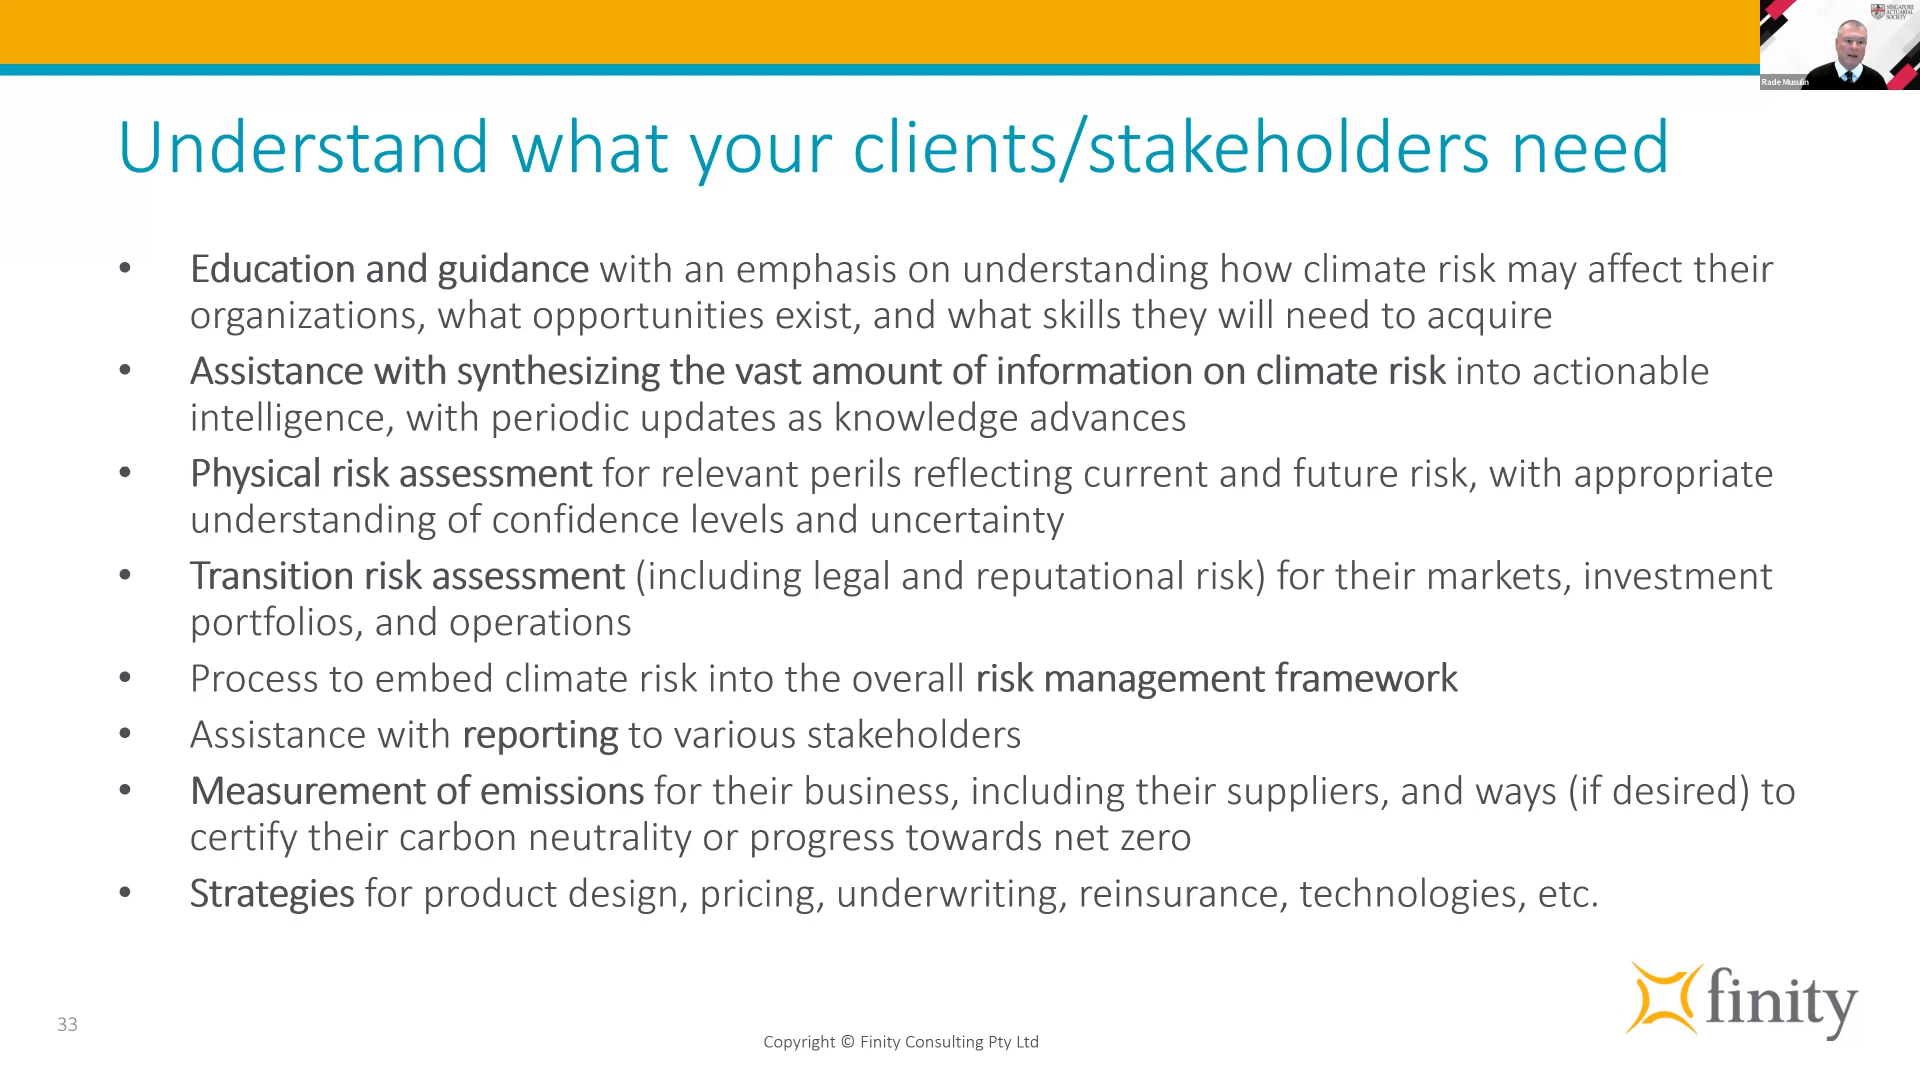 SINGAPORE
ACTUARIAL
SOCIETY
Rade Musulin
Understand what your clients/stakeholders need
• Education and guidance with an emphasis on understanding how climate risk may affect their
organizations, what opportunities exist, and what skills they will need to acquire
• Assistance with synthesizing the vast amount of information on climate risk into actionable
intelligence, with periodic updates as knowledge advances
• Physical risk assessment for relevant perils reflecting current and future risk, with appropriate
understanding of confidence levels and uncertainty
• Transition risk assessment (including legal and reputational risk) for their markets, investment
portfolios, and operations
• Process to embed climate risk into the overall risk management framework
• Assistance with reporting to various stakeholders
• Measurement of emissions for their business, including their suppliers, and ways (if desired) to
certify their carbon neutrality or progress towards net zero
• Strategies for product design, pricing, underwriting, reinsurance, technologies, etc.
finity
33
Copyright © Finity Consulting Pty Ltd